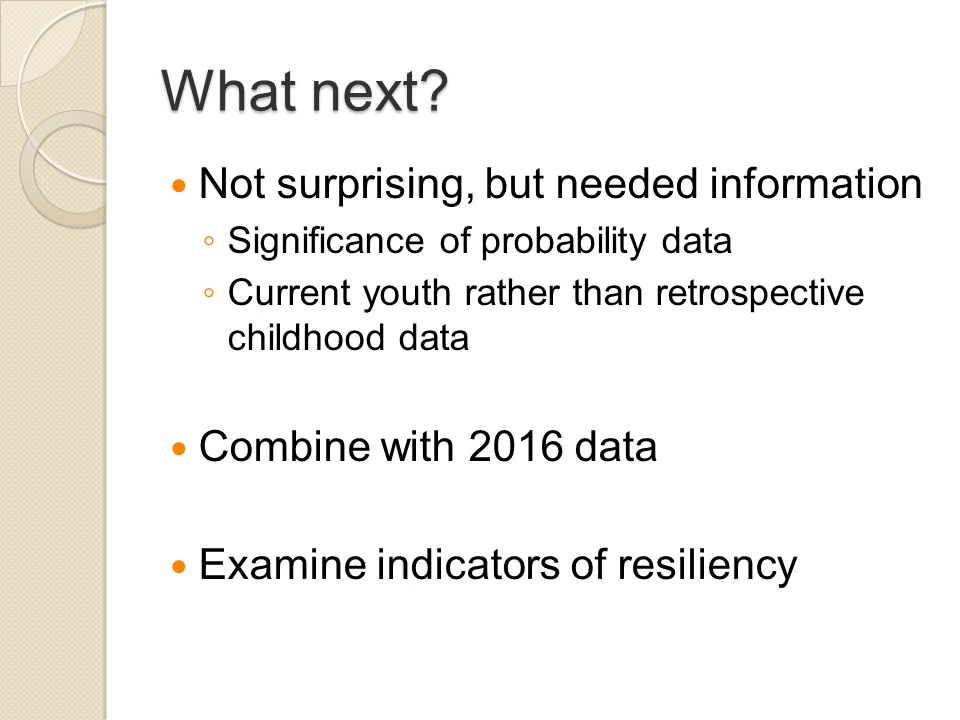 What next?
• Not surprising, but needed information
◦ Significance of probability data
◦ Current youth rather than retrospective
childhood data
• Combine with 2016 data
• Examine indicators of resiliency